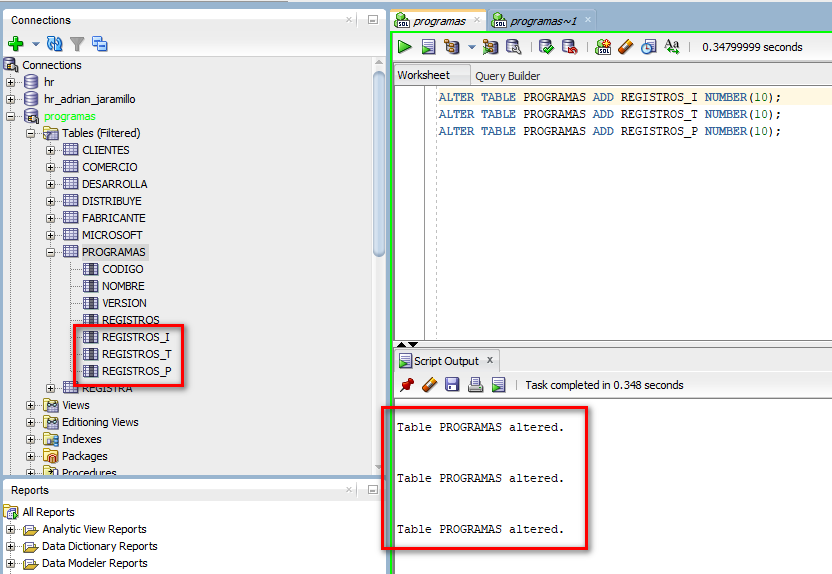 Connections
Connections
hr
hr_adrian_jaramillo
programas
Tables (Filtered)
CLIENTES
COMERCIO
DESARROLLA
DISTRIBUYE
FABRICANTE
MICROSOFT
PROGRAMAS
CODIGO
NOMBRE
VERSION
REGISTROS
REGISTROS_I
REGISTROS_T
REGISTROS_P
REGISTRA
Views
Editioning Views
Indexes
Packages
Procedures
Reports
All Reports
Analytic View Reports
Data Dictionary Reports
Data Modeler Reports
programas
programas~1
0.34799999 seconds
Worksheet Query Builder
ALTER TABLE PROGRAMAS ADD REGISTROS_I NUMBER(10);
ALTER TABLE PROGRAMAS ADD REGISTROS_T NUMBER(10);
ALTER TABLE PROGRAMAS ADD REGISTROS_P NUMBER(10);
Script Output
Task completed in 0.348 seconds
Table PROGRAMAS altered.
Table PROGRAMAS altered.
Table PROGRAMAS altered.